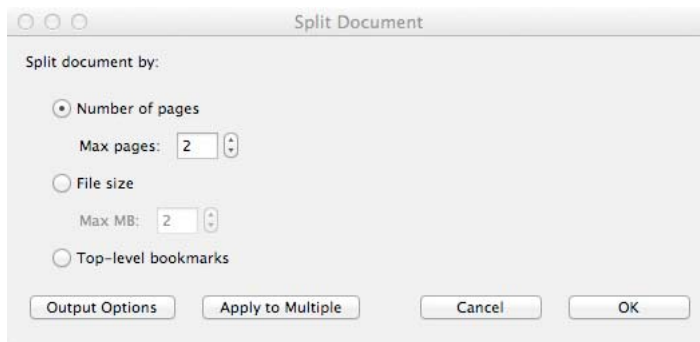 Split Document
Split document by:
Number of pages
Max pages: 2
File size
Max MB: 2
Top-level bookmarks
Output Options Apply to Multiple Cancel OK